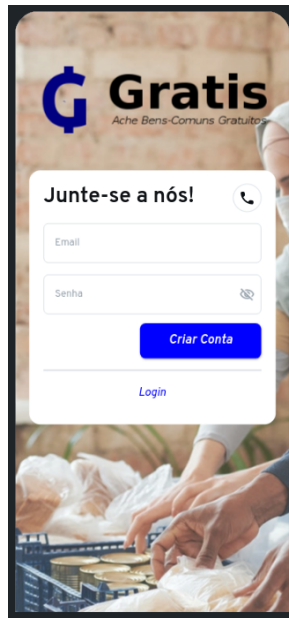 Gratis
Ache Bens-Comuns Gratuitos
Junte-se a nós!
Email
Senha
Criar Conta
Login